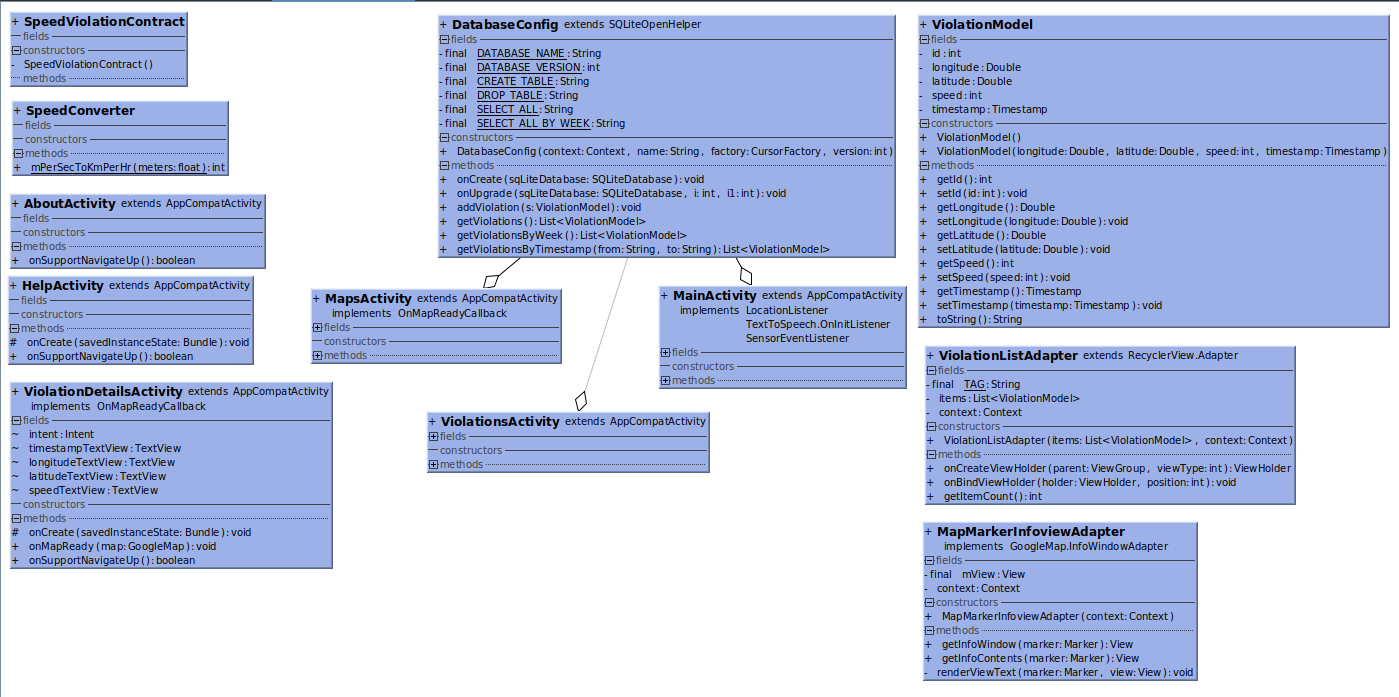 + SpeedViolationContract
fields
constructors
- SpeedViolationContract()
methods
+ SpeedConverter
fields
constructors
methods
+ mPerSecToKmPerHr(meters:float):int
+ AboutActivity extends AppCompatActivity
fields
constructors
methods
+ onSupportNavigateUp():boolean
+ HelpActivity extends AppCompatActivity
fields
constructors
methods
# onCreate(savedInstanceState:Bundle):void
+ onSupportNavigateUp():boolean
+ ViolationDetailsActivity extends AppCompatActivity
implements OnMapReadyCallback
fields
~ intent:Intent
~ timestampTextView:TextView
~ longitudeTextView:TextView
~ latitudeTextView:TextView
~ speedTextView:TextView
constructors
methods
# onCreate(savedInstanceState:Bundle):void
+ onMapReady(map:GoogleMap):void
+ onSupportNavigateUp():boolean
+ DatabaseConfig extends SQLiteOpenHelper
fields
- final DATABASE_NAME:String
- final DATABASE_VERSION:int
- final CREATE_TABLE:String
- final DROP_TABLE:String
- final SELECT_ALL:String
- final SELECT_ALL_BY_WEEK:String
constructors
+ DatabaseConfig(context:Context, name:String, factory:CursorFactory, version:int)
methods
+ onCreate(sqLiteDatabase:SQLiteDatabase):void
+ onUpgrade(sqLiteDatabase:SQLiteDatabase, i:int, i1:int):void
+ addViolation(s:ViolationModel):void
+ getViolations():List<ViolationModel>
+ getViolationsByWeek():List<ViolationModel>
+ getViolationsByTimestamp(from:String, to:String):List<ViolationModel>
+ MapsActivity extends AppCompatActivity
implements OnMapReadyCallback
fields
constructors
methods
+ MainActivity extends AppCompatActivity
implements LocationListener
TextToSpeech.OnInitListener
SensorEventListener
fields
constructors
methods
+ ViolationsActivity extends AppCompatActivity
fields
constructors
methods
+ ViolationModel
fields
- id:int
- longitude:Double
- latitude:Double
- speed:int
- timestamp:Timestamp
constructors
+ ViolationModel()
+ ViolationModel(longitude:Double, latitude:Double, speed:int, timestamp:Timestamp)
methods
+ getId():int
+ setId(id:int):void
+ getLongitude():Double
+ setLongitude(longitude:Double):void
+ getLatitude():Double
+ setLatitude(latitude:Double):void
+ getSpeed():int
+ setSpeed(speed:int):void
+ getTimestamp():Timestamp
+ setTimestamp(timestamp:Timestamp):void
+ toString():String
+ ViolationListAdapter extends RecyclerView.Adapter
fields
- final TAG:String
- items:List<ViolationModel>
- context:Context
constructors
+ ViolationListAdapter(items:List<ViolationModel>, context:Context)
methods
+ onCreateViewHolder(parent:ViewGroup, viewType:int):ViewHolder
+ onBindViewHolder(holder:ViewHolder, position:int):void
+ getItemCount():int
+ MapMarkerInfoviewAdapter
implements GoogleMap.InfoWindowAdapter
fields
- final mView:View
- context:Context
constructors
+ MapMarkerInfoviewAdapter(context:Context)
methods
+ getInfoWindow(marker:Marker):View
+ getInfoContents(marker:Marker):View
- renderViewText(marker:Marker, view:View):void